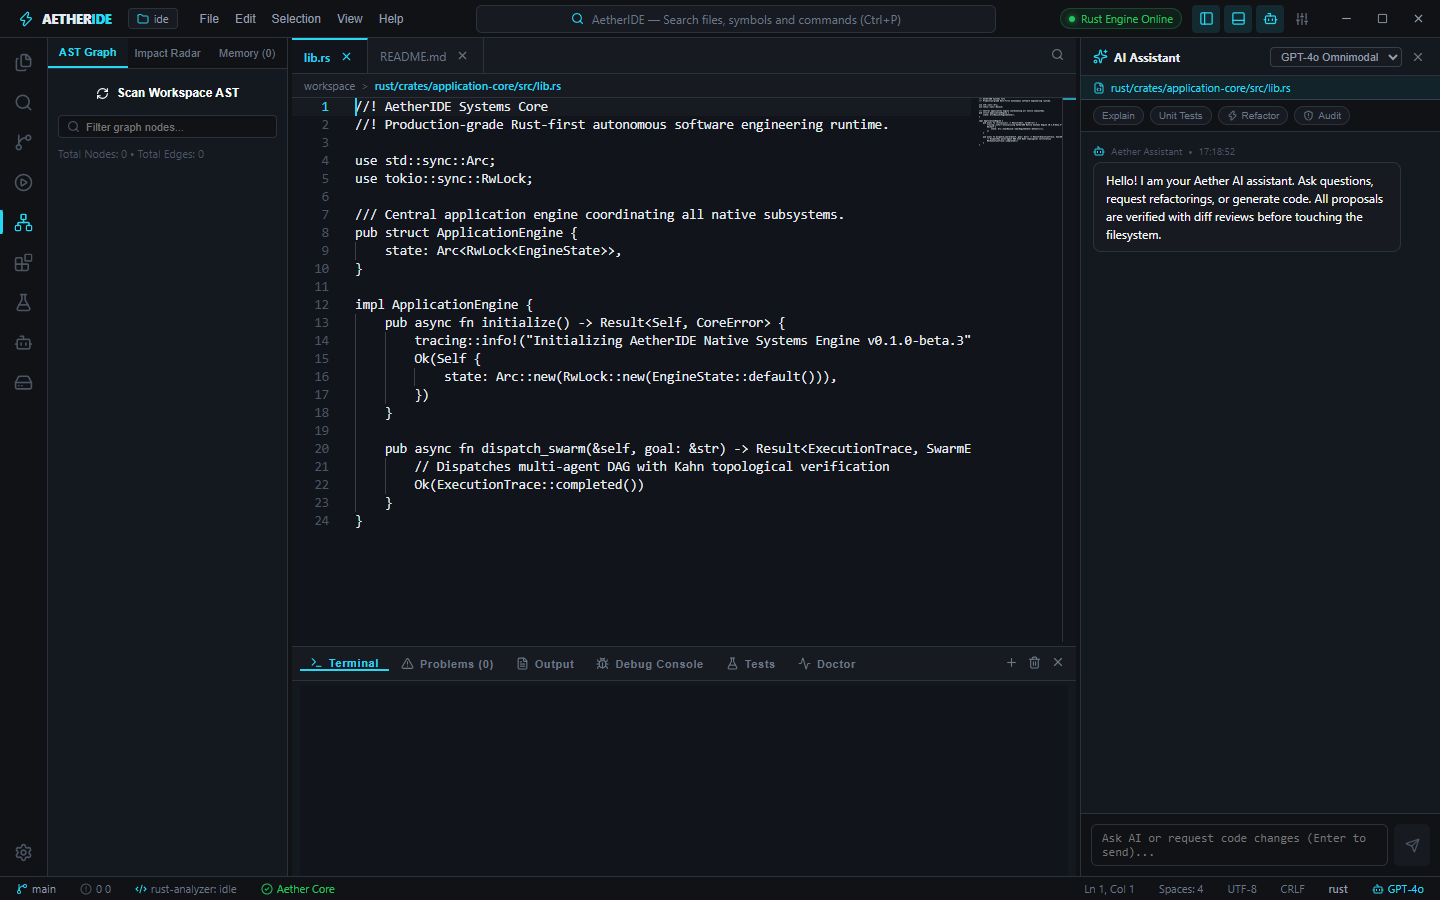 AETHERIDE
ide
File Edit Selection View Help
AetherIDE — Search files, symbols and commands (Ctrl+P)
Rust Engine Online
AST Graph Impact Radar Memory (0)
Scan Workspace AST
Filter graph nodes...
Total Nodes: 0 • Total Edges: 0
lib.rs README.md
workspace > rust/crates/application-core/src/lib.rs
1 //! AetherIDE Systems Core
2 //! Production-grade Rust-first autonomous software engineering runtime.
3
4 use std::sync::Arc;
5 use tokio::sync::RwLock;
6
7 /// Central application engine coordinating all native subsystems.
8 pub struct ApplicationEngine {
9 state: Arc<RwLock<EngineState>>,
10 }
11
12 impl ApplicationEngine {
13 pub async fn initialize() -> Result<Self, CoreError> {
14 tracing::info!("Initializing AetherIDE Native Systems Engine v0.1.0-beta.3"
15 Ok(Self {
16 state: Arc::new(RwLock::new(EngineState::default())),
17 })
18 }
19
20 pub async fn dispatch_swarm(&self, goal: &str) -> Result<ExecutionTrace, SwarmE
21 // Dispatches multi-agent DAG with Kahn topological verification
22 Ok(ExecutionTrace::completed())
23 }
24 }
Terminal Problems (0) Output Debug Console Tests Doctor
AI Assistant GPT-4o Omnimodal
rust/crates/application-core/src/lib.rs
Explain Unit Tests Refactor Audit
Aether Assistant • 17:18:52
Hello! I am your Aether AI assistant. Ask questions,
request refactorings, or generate code. All proposals
are verified with diff reviews before touching the
filesystem.
Ask AI or request code changes (Enter to
send)...
main 0 0 rust-analyzer: idle Aether Core
Ln 1, Col 1 Spaces: 4 UTF-8 CRLF rust GPT-4o